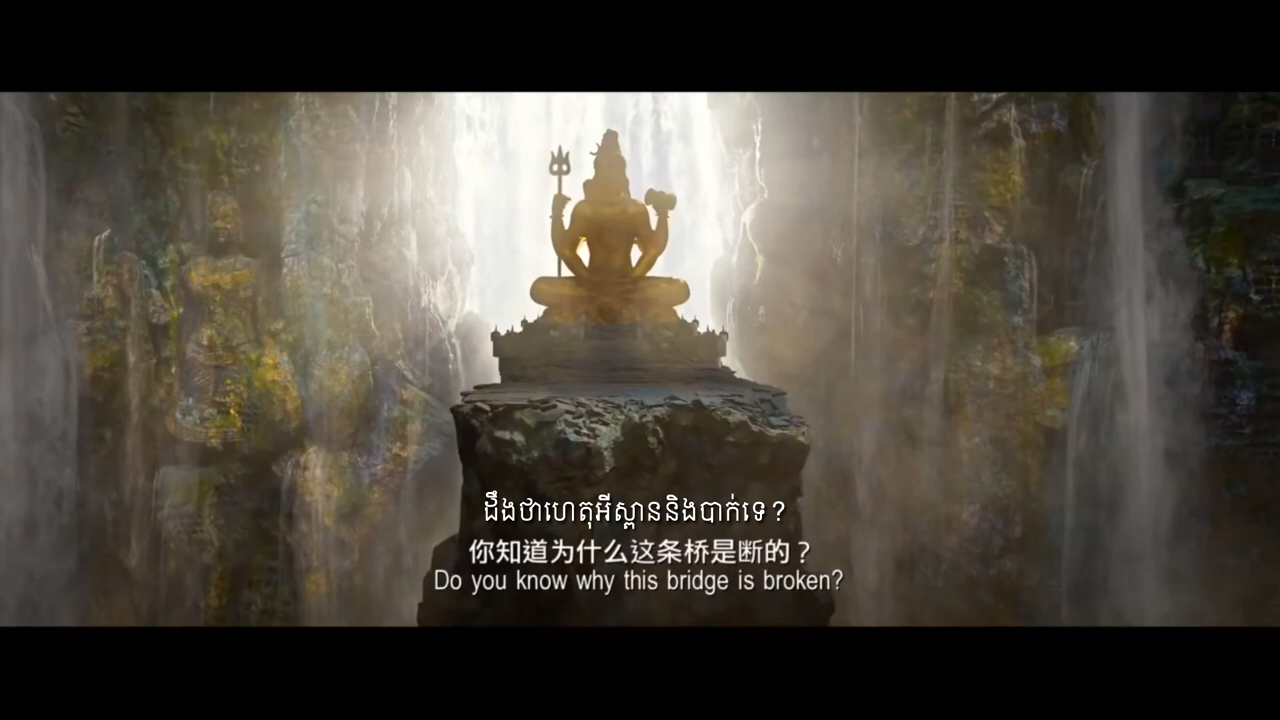 ដឹងថាហេតុអីស្ពាននិងបាក់ទេ?
你知道为什么这条桥是断的？
Do you know why this bridge is broken?